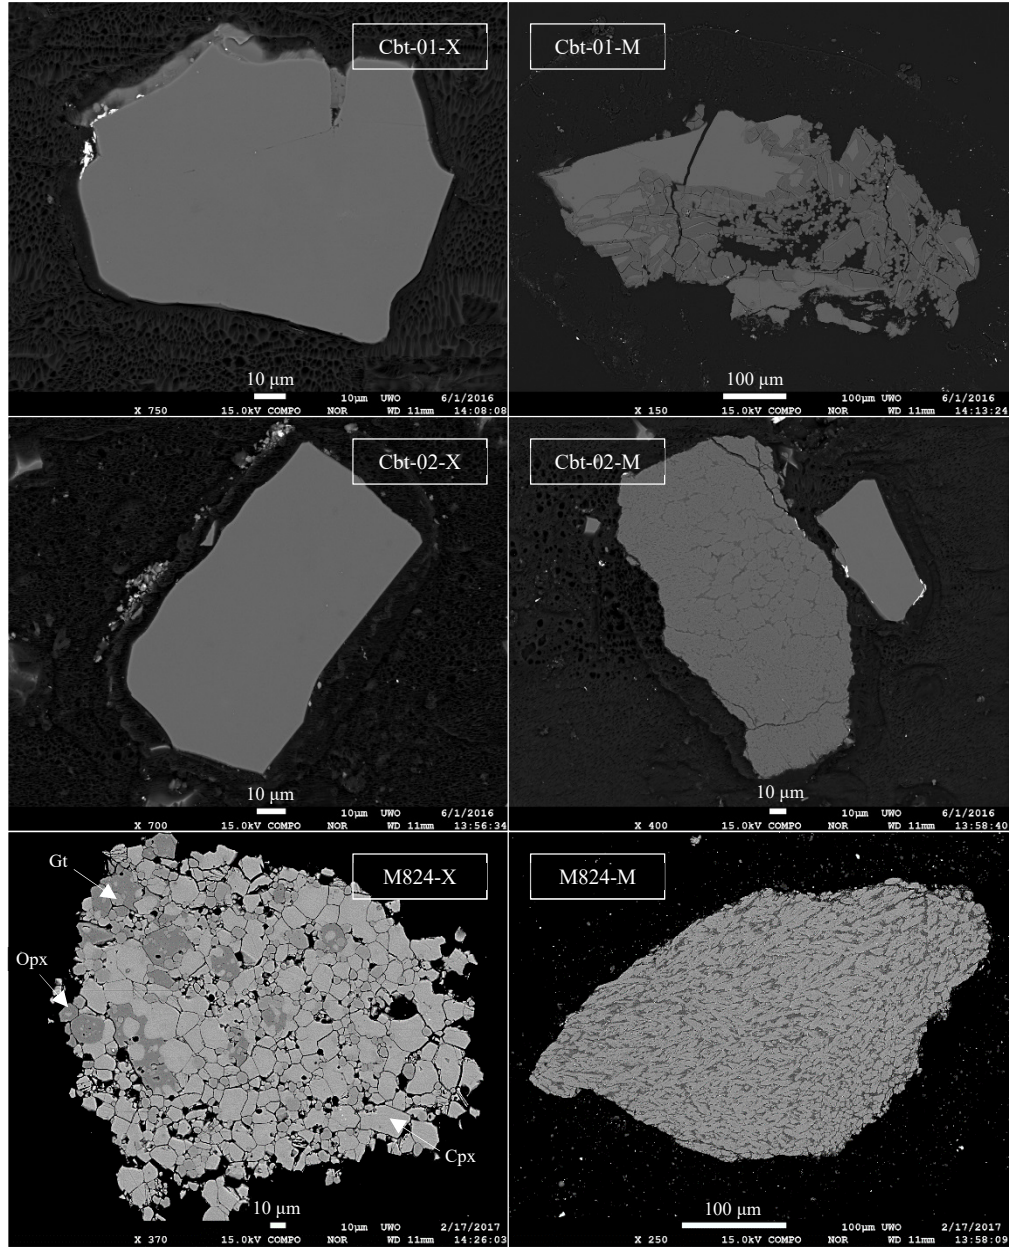 Cbt-01-X
10 µm
10µm UWO 6/1/2016
X 750 15.0kV COMPO NOR WD 11mm 14:08:08
Cbt-01-M
100 µm
100µm UWO 6/1/2016
X 150 15.0kV COMPO NOR WD 11mm 14:13:24
Cbt-02-X
10 µm
10µm UWO 6/1/2016
X 700 15.0kV COMPO NOR WD 11mm 13:56:34
Cbt-02-M
10 µm
10µm UWO 6/1/2016
X 400 15.0kV COMPO NOR WD 11mm 13:58:40
M824-X
Gt
Opx
Cpx
10 µm
10µm UWO 2/17/2017
X 370 15.0kV COMPO NOR WD 11mm 14:26:03
M824-M
100 µm
100µm UWO 2/17/2017
X 250 15.0kV COMPO NOR WD 11mm 13:58:09